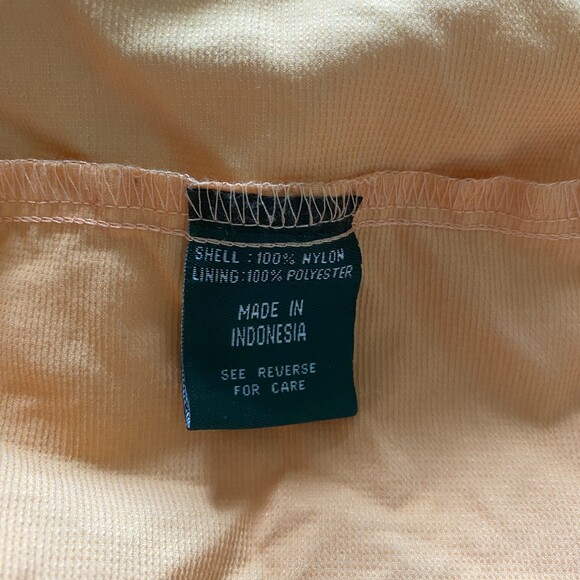 SHELL : 100% NYLON
LINING: 100% POLYESTER
MADE IN
INDONESIA
SEE REVERSE
FOR CARE